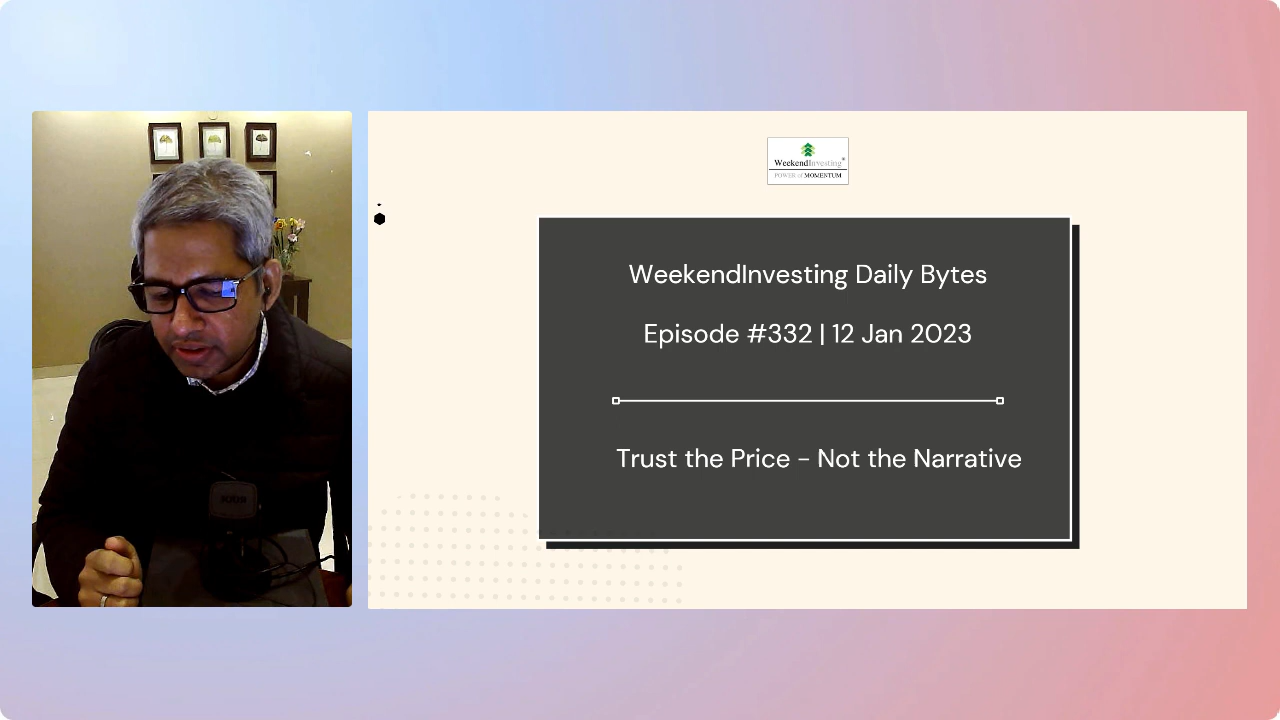 WeekendInvesting®
POWER of MOMENTUM
WeekendInvesting Daily Bytes
Episode #332 | 12 Jan 2023
Trust the Price - Not the Narrative